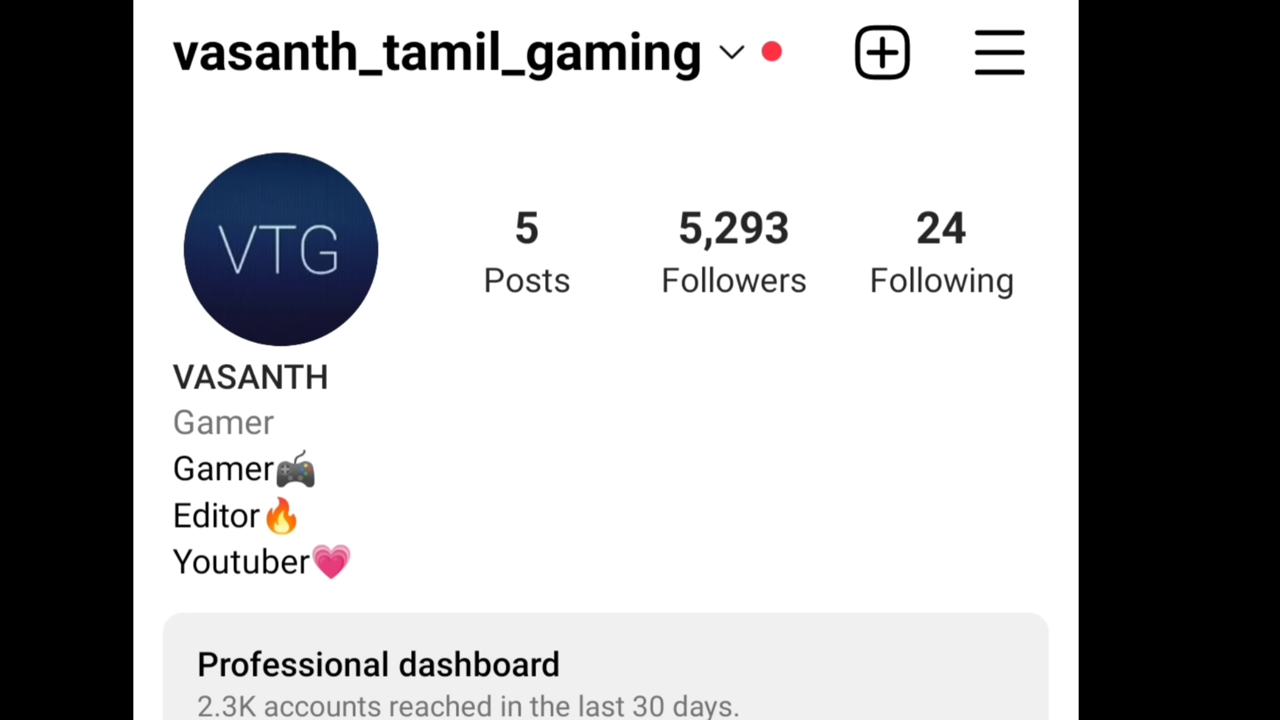 vasanth_tamil_gaming
VTG
5 5,293 24
Posts Followers Following
VASANTH
Gamer
Gamer🎮
Editor🔥
Youtuber💗
Professional dashboard
2.3K accounts reached in the last 30 days.